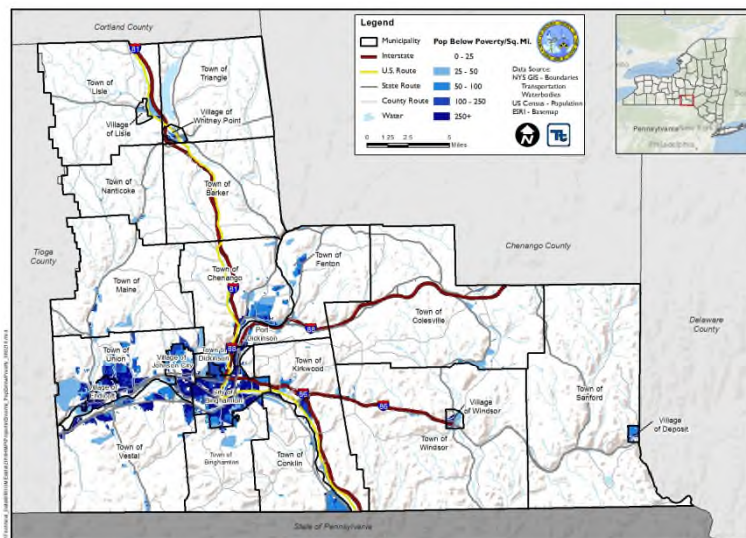 Cortland County
Legend
Municipality
Interstate
U.S. Route
State Route
County Route
Water
Pop Below Poverty/Sq. Mi.
0 - 25
25 - 50
50 - 100
100 - 250
250+
Data Source:
NYS GIS - Boundaries
Transportation
Waterbodies
US Census - Population
ESRI - Basemap
0 1.25 2.5 5
Miles
N
Pennsylvania
81
Town of
Lisle
Town of
Triangle
Village
of Lisle
Village of
Whitney Point
Town of
Nanticoke
Town of
Barker
Tioga
County
Chenango County
Town of
Maine
Town of
Chenango
81
Town of
Fenton
Delaware
County
Town of
Colesville
88
Port
Dickinson
Town of
Dickinson
Town of
Union
Village of
Johnson City
Town of
Kirkwood
Village of
Endicott
City of
Binghamton
86
86
Village
of Windsor
Town of
Sanford
Village
of Deposit
Town of
Vestal
Town of
Binghamton
Town of
Conklin
Town of
Windsor
State of Pennsylvania